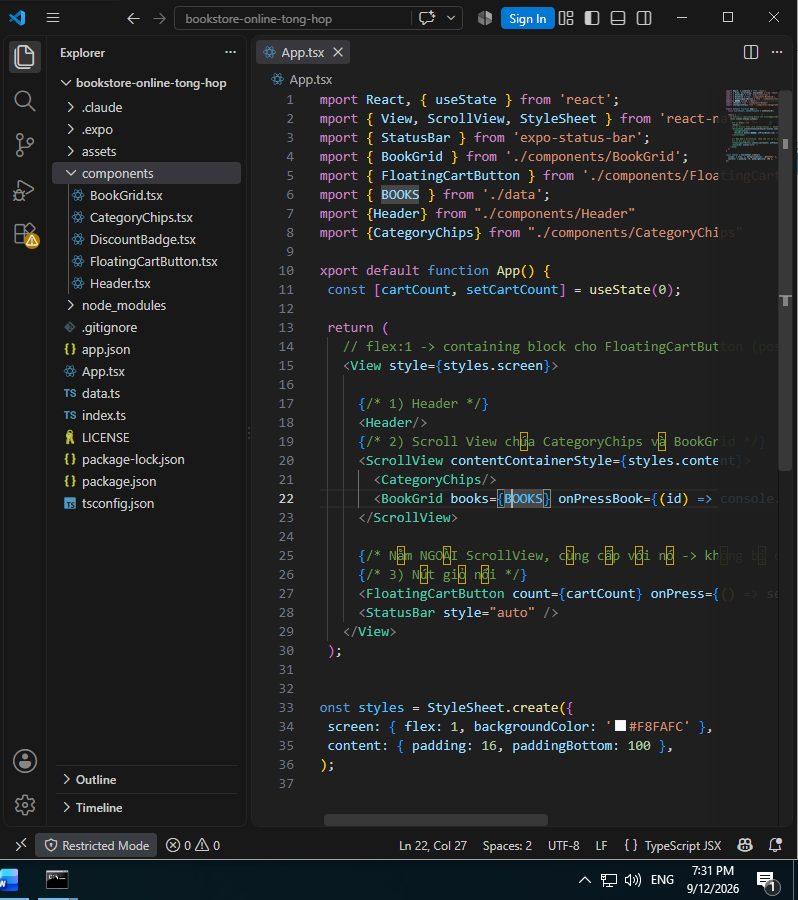 bookstore-online-tong-hop
Sign In
Explorer
bookstore-online-tong-hop
.claude
.expo
assets
components
BookGrid.tsx
CategoryChips.tsx
DiscountBadge.tsx
FloatingCartButton.tsx
Header.tsx
node_modules
.gitignore
{} app.json
App.tsx
TS data.ts
TS index.ts
LICENSE
{} package-lock.json
{} package.json
TS tsconfig.json
Outline
Timeline
App.tsx
App.tsx
1 mport React, { useState } from 'react';
2 mport { View, ScrollView, StyleSheet } from 'react-na
3 mport { StatusBar } from 'expo-status-bar';
4 mport { BookGrid } from './components/BookGrid';
5 mport { FloatingCartButton } from './components/FloatingCart
6 mport { BOOKS } from './data';
7 mport {Header} from "./components/Header"
8 mport {CategoryChips} from "./components/CategoryChips"
9
10 xport default function App() {
11 const [cartCount, setCartCount] = useState(0);
12
13 return (
14 // flex:1 -> containing block cho FloatingCartButton (pos
15 <View style={styles.screen}>
16
17 {/* 1) Header */}
18 <Header/>
19 {/* 2) Scroll View chứa CategoryChips và BookGrid */}
20 <ScrollView contentContainerStyle={styles.content}>
21 <CategoryChips/>
22 <BookGrid books={BOOKS} onPressBook={(id) => console.
23 </ScrollView>
24
25 {/* Nằm NGOÀI ScrollView, cùng cấp với nó -> không bị
26 {/* 3) Nút giỏ nổi */}
27 <FloatingCartButton count={cartCount} onPress={() => se
28 <StatusBar style="auto" />
29 </View>
30 );
31
32
33 onst styles = StyleSheet.create({
34 screen: { flex: 1, backgroundColor: '#F8FAFC' },
35 content: { padding: 16, paddingBottom: 100 },
36 );
37
Restricted Mode
0
0
Ln 22, Col 27
Spaces: 2
UTF-8
LF
{} TypeScript JSX
ENG
7:31 PM
9/12/2026
1